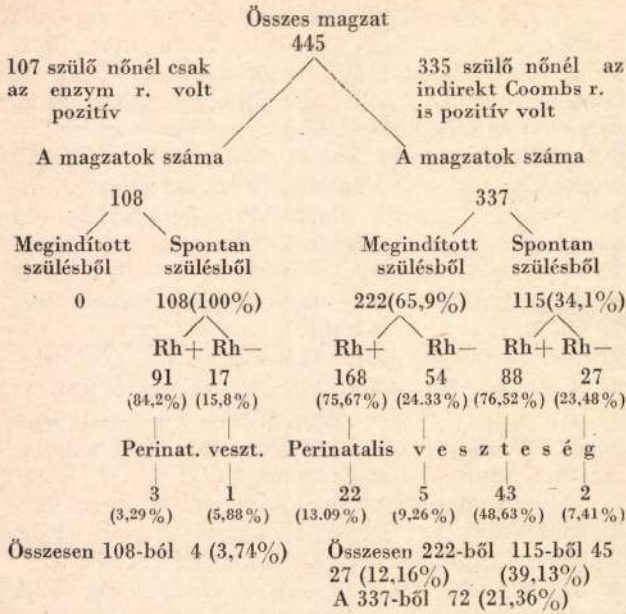 Összes magzat
445
107 szülő nőnél csak
az enzym r. volt
pozitív
335 szülő nőnél az
indirekt Coombs r.
is pozitív volt
A magzatok száma A magzatok száma
108 337
Megindított Spontan Megindított Spontan
szülésből szülésből szülésből szülésből
0 108(100%) 222(65,9%) 115(34,1%)
Rh+ Rh— Rh+ Rh— Rh+ Rh—
91 17 168 54 88 27
(84,2%) (15,8%) (75,67%) (24.33%) (76,52%) (23,48%)
Perinat. veszt. Perinatalis veszteség
3 1 22 5 43 2
(3,29%) (5,88%) (13.09%) (9,26%) (48,63%) (7,41%)
Összesen 108-ból 4 (3,74%) Összesen 222-ből 115-ből 45
27 (12,16%) (39,13%)
A 337-ből 72 (21,36%)